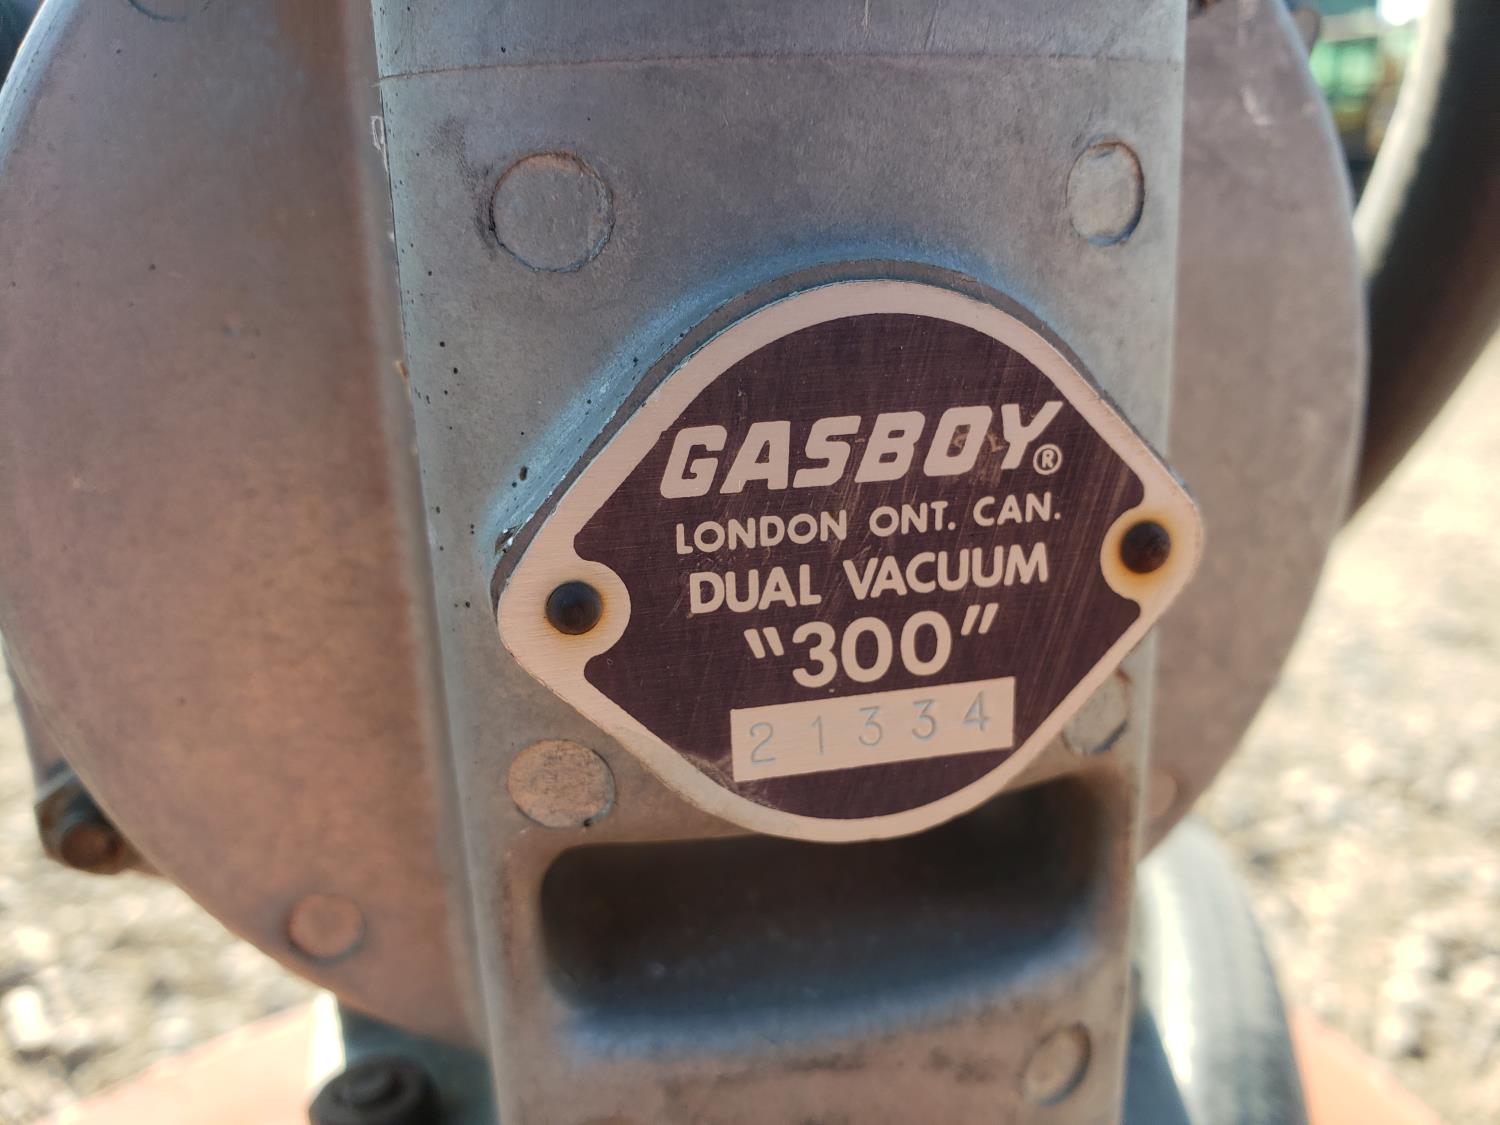 GASBOY®
LONDON ONT. CAN.
DUAL VACUUM
"300"
21334